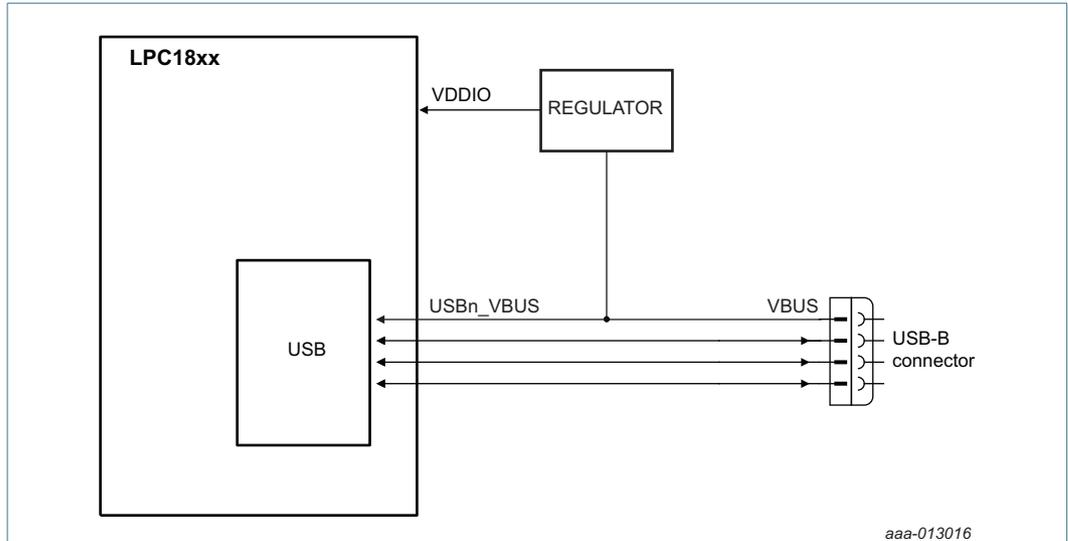 LPC18xx
VDDIO
REGULATOR
USBn_VBUS
VBUS
USB
USB-B
connector
aaa-013016